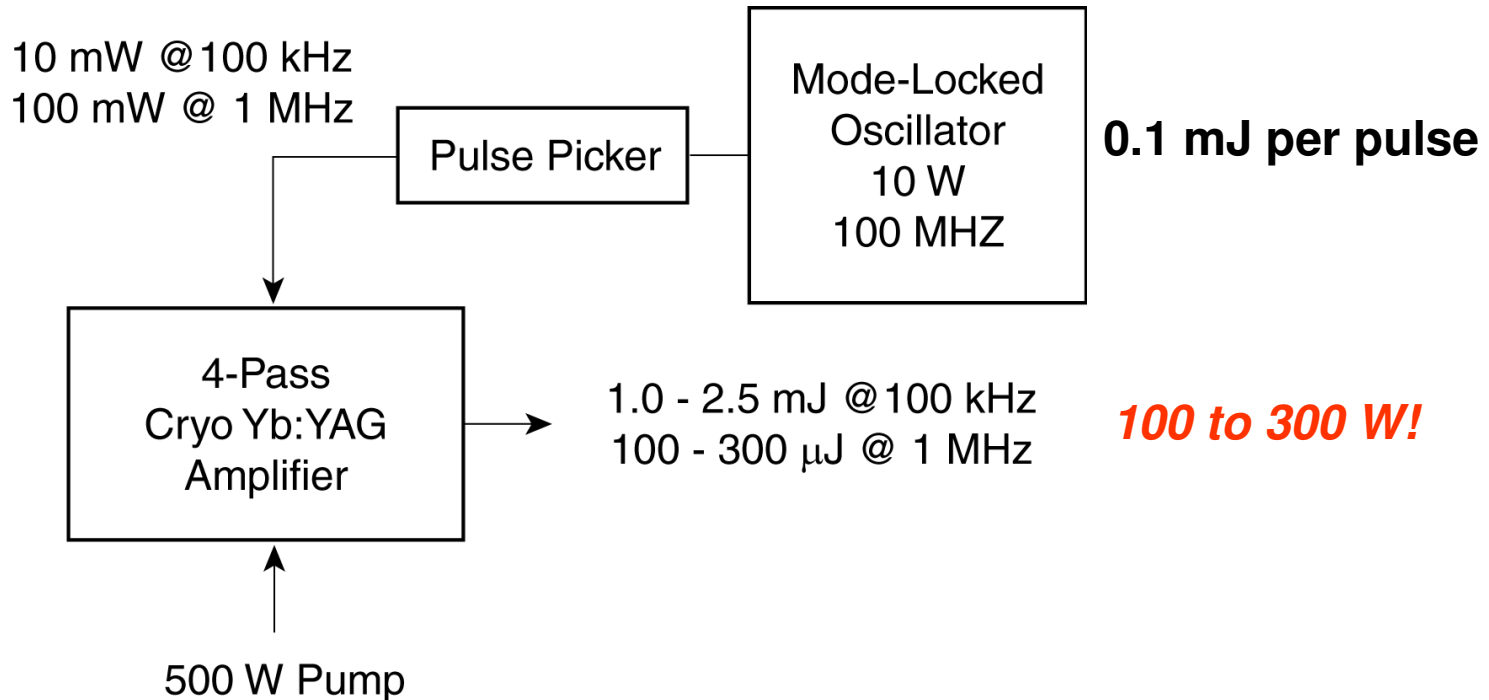 10 mW @100 kHz
100 mW @ 1 MHz
Pulse Picker
Mode-Locked
Oscillator
10 W
100 MHZ
0.1 mJ per pulse
4-Pass
Cryo Yb:YAG
Amplifier
1.0 - 2.5 mJ @100 kHz
100 - 300 μJ @ 1 MHz
100 to 300 W!
500 W Pump